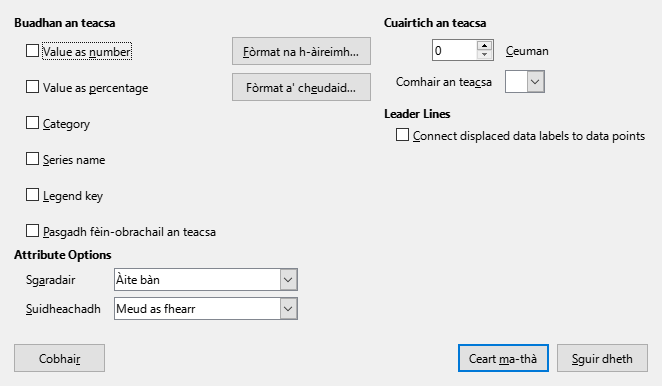 Buadhan an teacsa
Value as number
Fòrmat na h-àireimh...
Value as percentage
Fòrmat a' cheudaid...
Category
Series name
Legend key
Pasgadh fèin-obrachail an teacsa
Attribute Options
Sgaradair
Àite bàn
Suidheachadh
Meud as fhearr
Cuairtich an teacsa
0
Ceuman
Comhair an teacsa
Leader Lines
Connect displaced data labels to data points
Cobhair
Ceart ma-thà
Sguir dheth